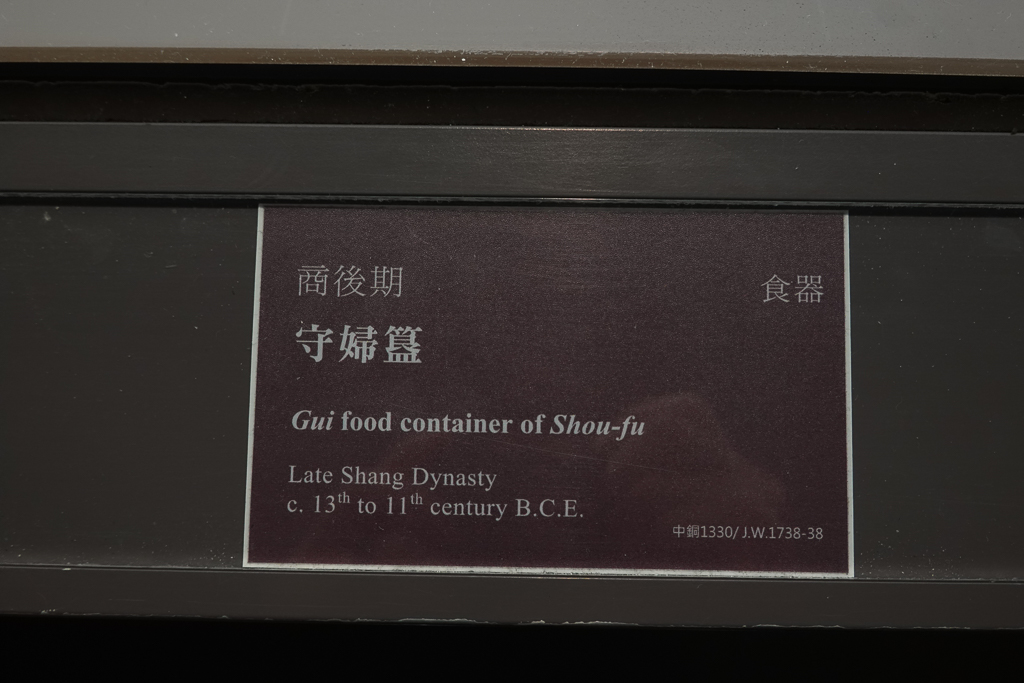 商後期 食器
守婦簋
Gui food container of Shou-fu
Late Shang Dynasty
c. 13th to 11th century B.C.E.
中銅1330/ J.W.1738-38